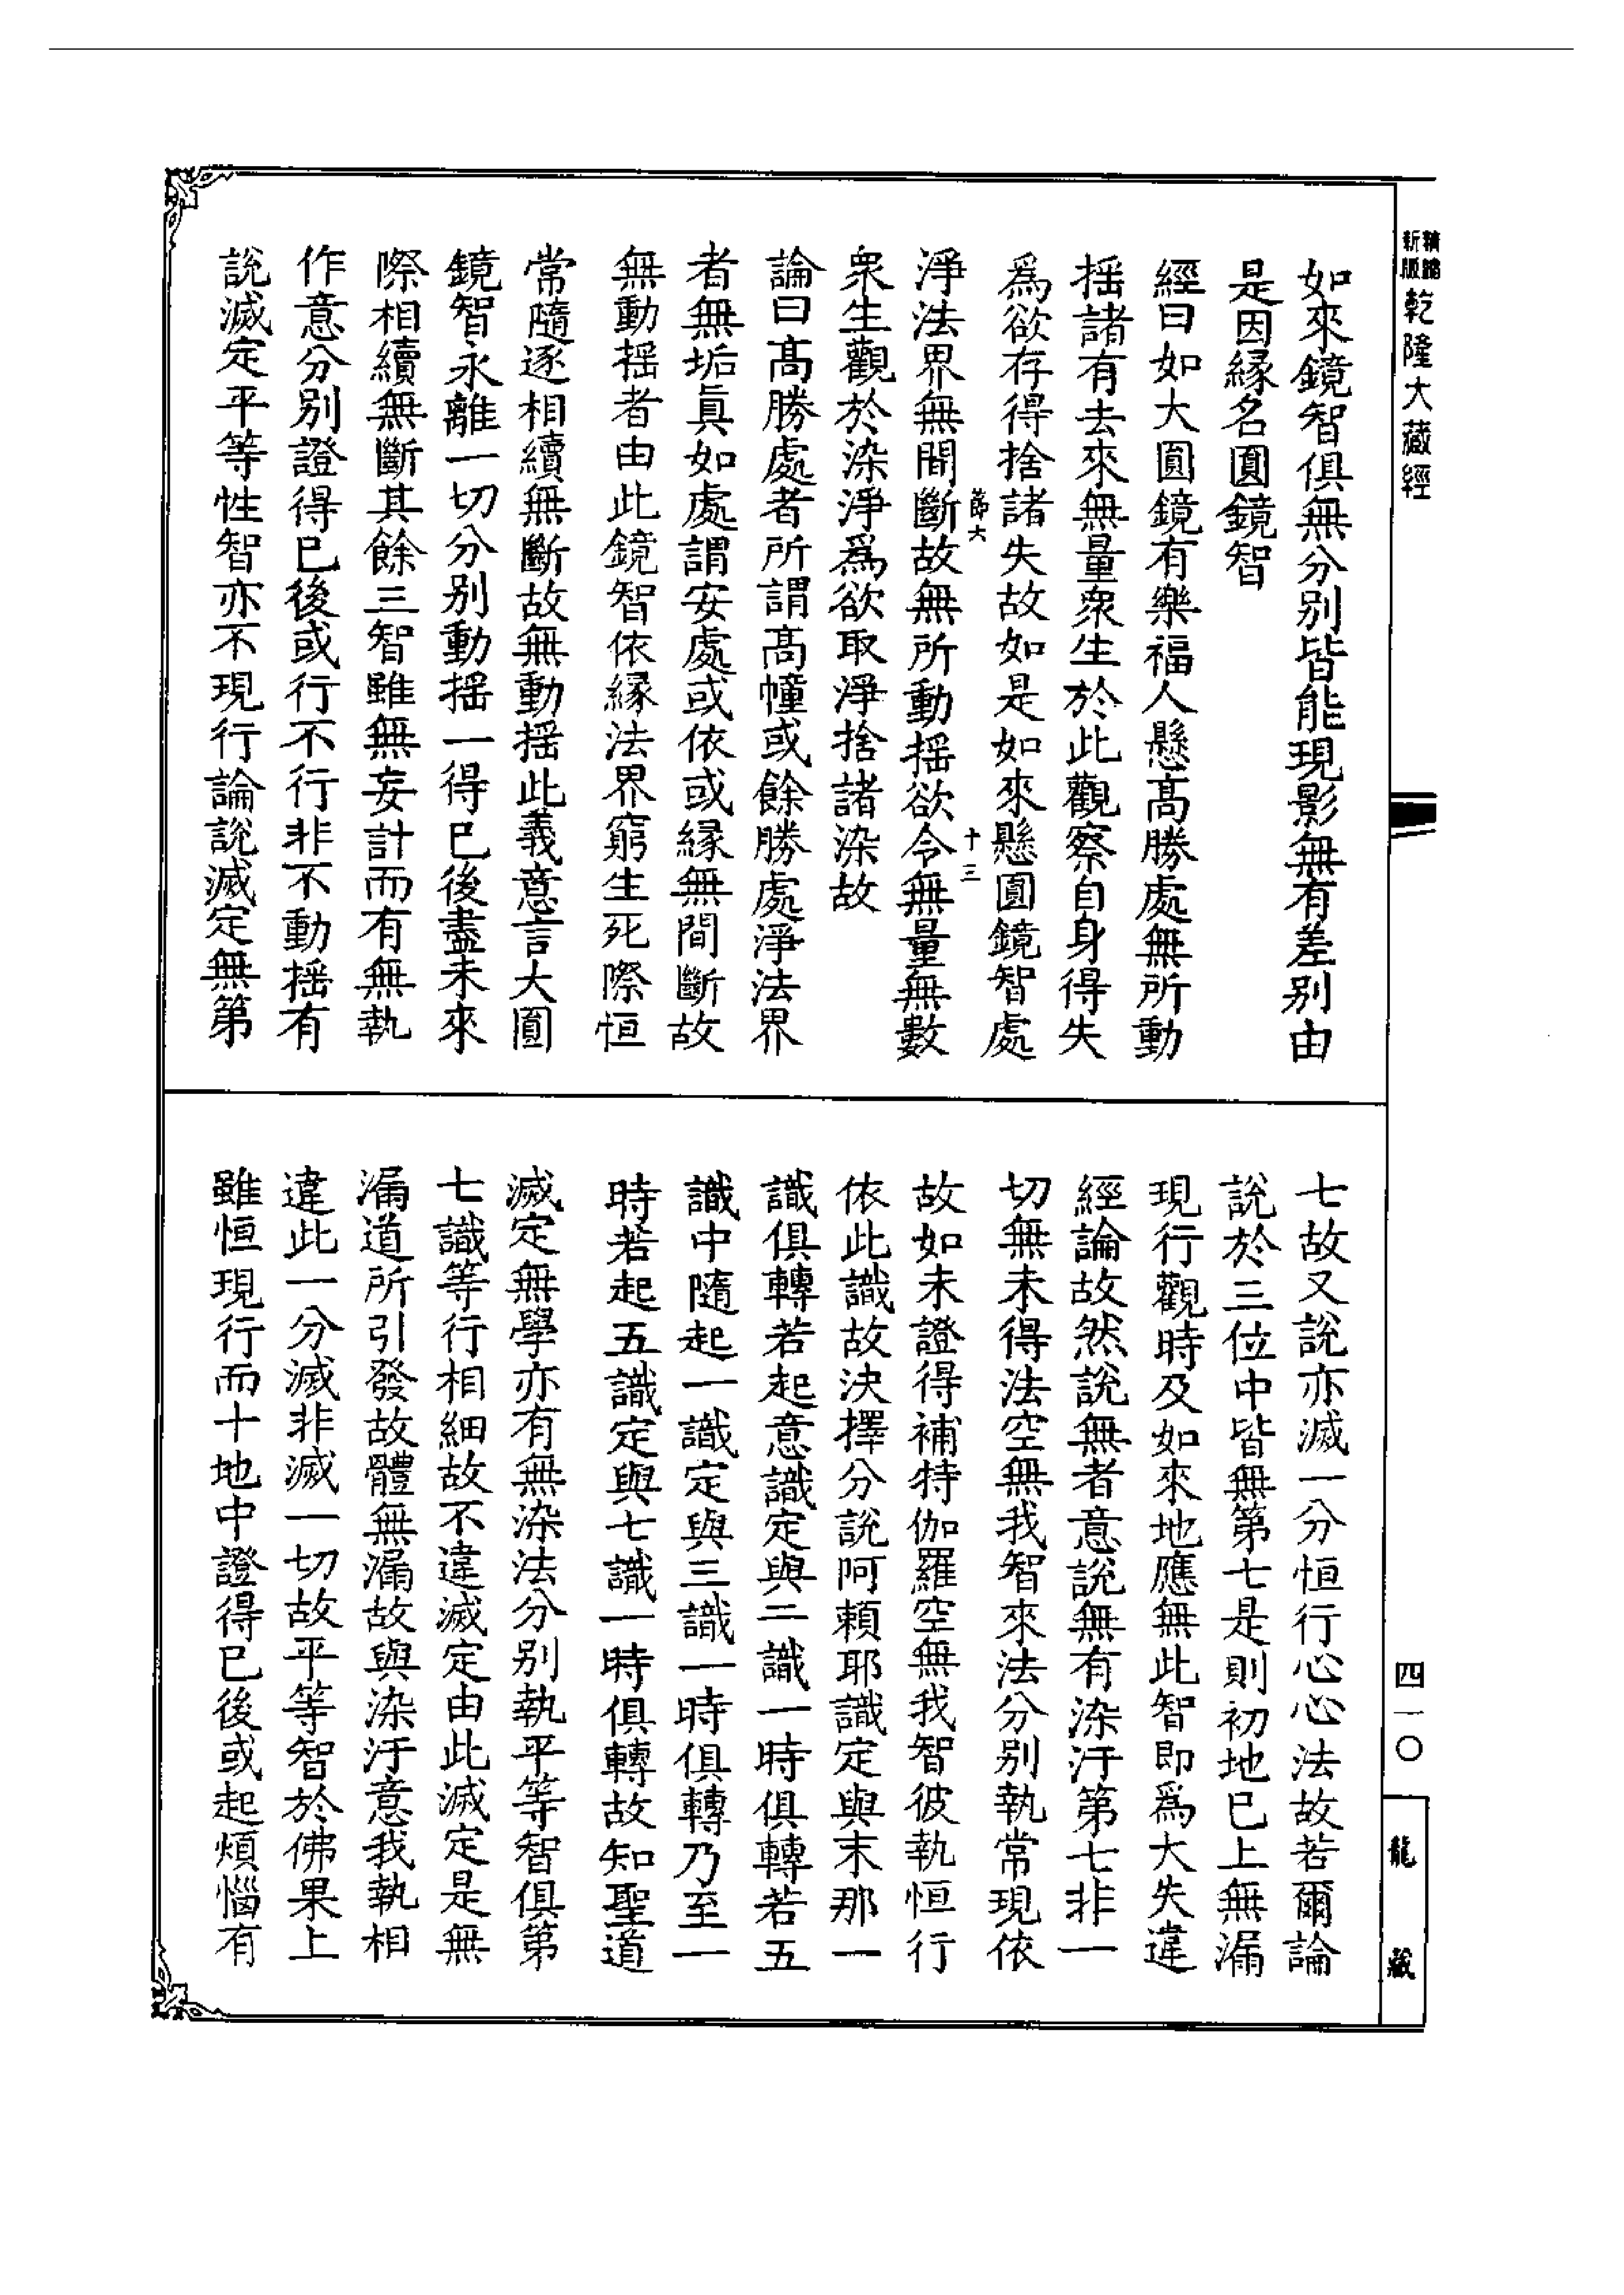 精縮
新版
乾隆大藏經
如來鏡智俱無分別皆能現影無有差別由
是因緣名圓鏡智
經曰如大圓鏡有樂福人懸高勝處無所動
搖諸有去來無量衆生於此觀察自身得失
爲欲存得捨諸失故如是如來懸圓鏡智處
節六
十三
淨法界無間斷故無所動搖欲令無量無數
衆生觀於染淨爲欲取淨捨諸染故
論曰高勝處者所謂高幢或餘勝處淨法界
者無垢眞如處謂安處或依或緣無間斷故
無動搖者由此鏡智依緣法界窮生死際恒
常隨逐相續無斷故無動搖此義意言大圓
鏡智永離一切分別動搖一得已後盡未來
際相續無斷其餘三智雖無妄計而有無執
作意分別證得已後或行不行非不動搖有
說滅定平等性智亦不現行論說滅定無第
七故又說亦滅一分恒行心心法故若爾論
說於三位中皆無第七是則初地已上無漏
現行觀時及如來地應無此智即爲大失違
經論故然說無者意說無有染汙第七非一
切無未得法空無我智來法分別執常現依
故如未證得補特伽羅空無我智彼執恒行
依此識故決擇分說阿賴耶識定與末那一
識俱轉若起意識定與二識一時俱轉若五
識中隨起一識定與三識一時俱轉乃至一
時若起五識定與七識一時俱轉故知聖道
滅定無學亦有無染法分別執平等智俱第
七識等行相細故不違滅定由此滅定是無
漏道所引發故體無漏故與染汙意我執相
違此一分滅非滅一切故平等智於佛果上
雖恒現行而十地中證得已後或起煩惱有
四一〇
龍藏